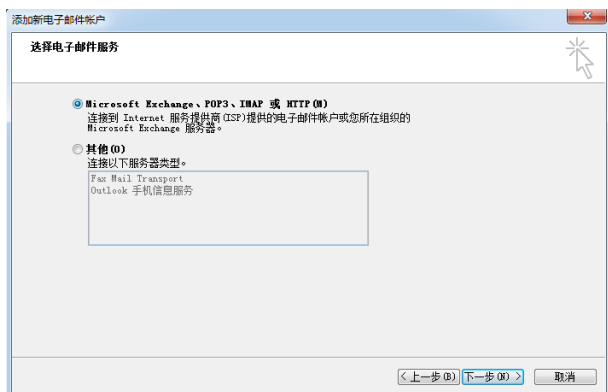 添加新电子邮件帐户
选择电子邮件服务
Microsoft Exchange、POP3、IMAP 或 HTTP(M)
连接到 Internet 服务提供商(ISP)提供的电子邮件帐户或您所在组织的
Microsoft Exchange 服务器。
其他(O)
连接以下服务器类型。
Fax Mail Transport
Outlook 手机信息服务
<上一步(B)
下一步(N) >
取消